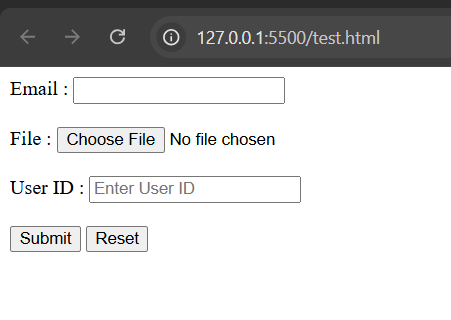 127.0.0.1:5500/test.html
Email :
File : Choose File No file chosen
User ID : Enter User ID
Submit Reset